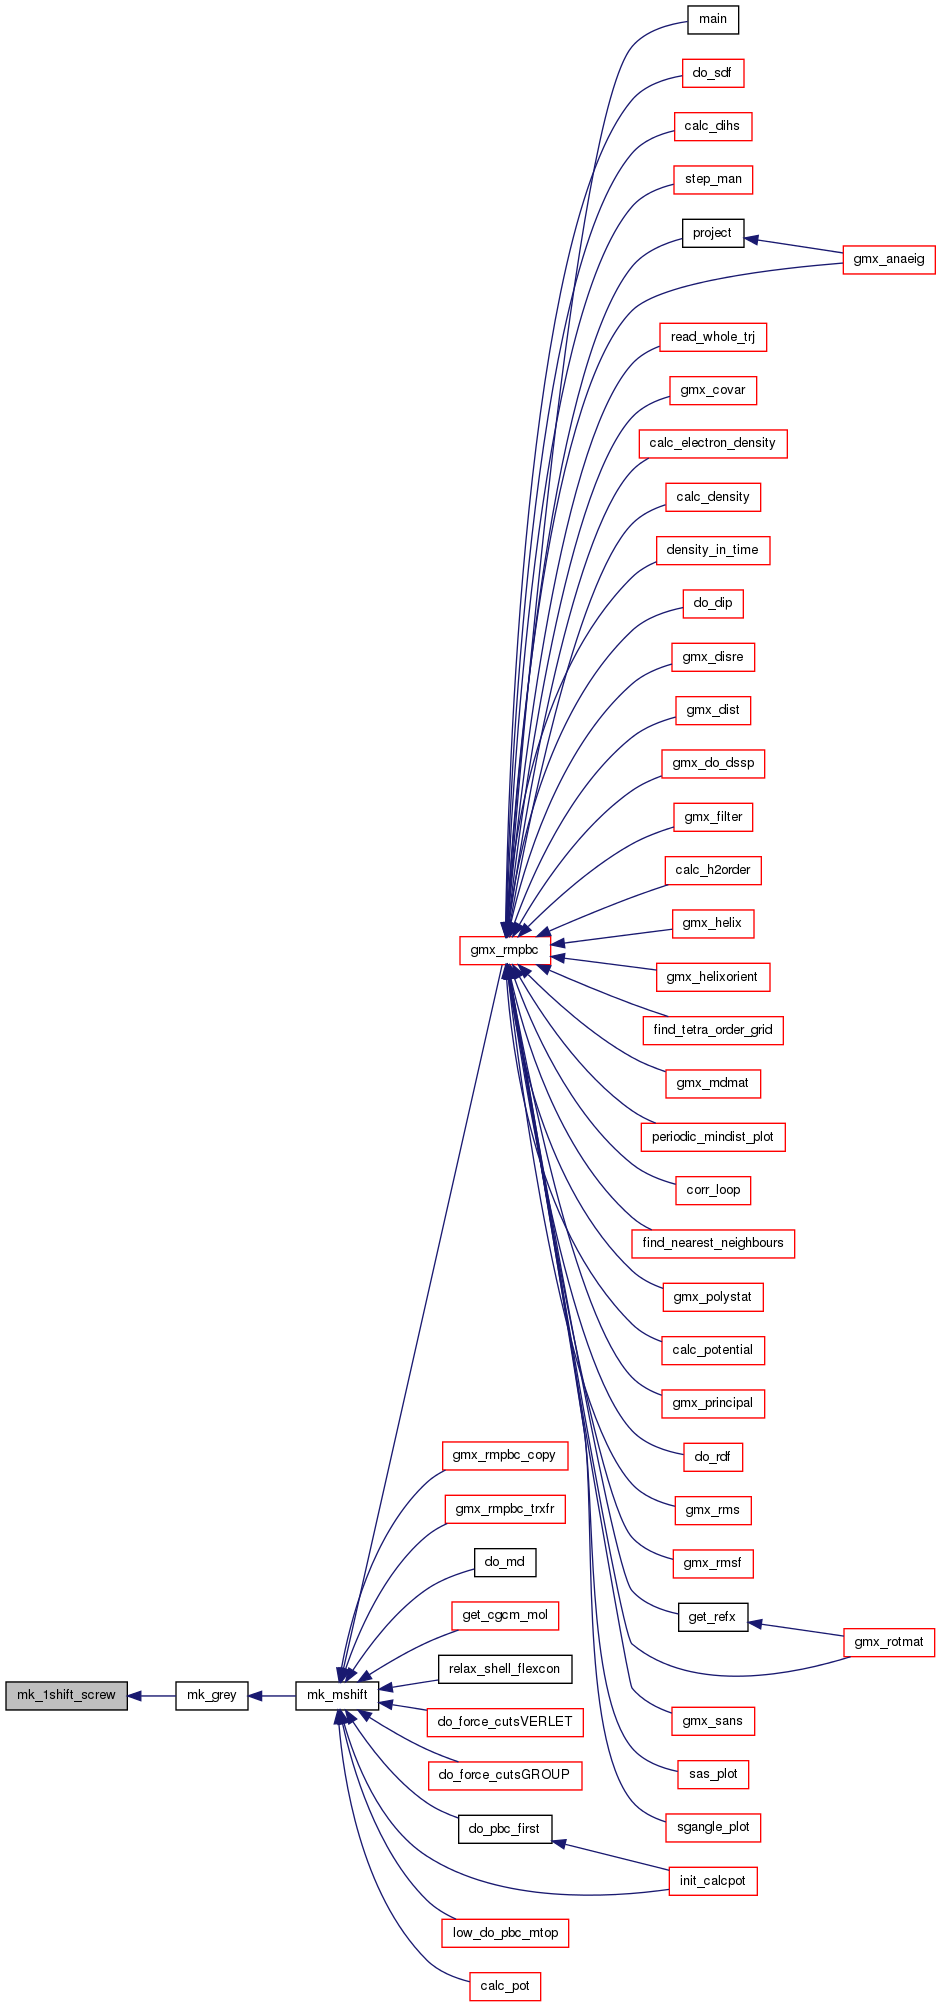 main
do_sdf
calc_dihs
step_man
project
gmx_anaeig
read_whole_trj
gmx_covar
calc_electron_density
calc_density
density_in_time
do_dip
gmx_disre
gmx_dist
gmx_do_dssp
gmx_filter
calc_h2order
gmx_helix
gmx_rmpbc
gmx_helixorient
find_tetra_order_grid
gmx_mdmat
periodic_mindist_plot
corr_loop
find_nearest_neighbours
gmx_polystat
calc_potential
gmx_principal
do_rdf
gmx_rmpbc_copy
gmx_rms
gmx_rmpbc_trxfr
gmx_rmsf
do_md
get_cgcm_mol
get_refx
gmx_rotmat
relax_shell_flexcon
mk_1shift_screw
mk_grey
mk_mshift
do_force_cutsVERLET
gmx_sans
do_force_cutsGROUP
sas_plot
do_pbc_first
sgangle_plot
init_calcpot
low_do_pbc_mtop
calc_pot